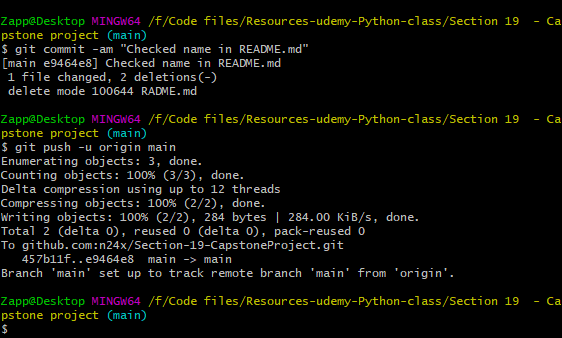 Zapp@Desktop MINGW64 /f/Code files/Resources-udemy-Python-class/Section 19  - Ca
pstone project (main)
$ git commit -am "Checked name in README.md"
[main e9464e8] Checked name in README.md
 1 file changed, 2 deletions(-)
 delete mode 100644 RADME.md
Zapp@Desktop MINGW64 /f/Code files/Resources-udemy-Python-class/Section 19  - Ca
pstone project (main)
$ git push -u origin main
Enumerating objects: 3, done.
Counting objects: 100% (3/3), done.
Delta compression using up to 12 threads
Compressing objects: 100% (2/2), done.
Writing objects: 100% (2/2), 284 bytes | 284.00 KiB/s, done.
Total 2 (delta 0), reused 0 (delta 0), pack-reused 0
To github.com:n24x/Section-19-CapstoneProject.git
   457b11f..e9464e8  main -> main
Branch 'main' set up to track remote branch 'main' from 'origin'.
Zapp@Desktop MINGW64 /f/Code files/Resources-udemy-Python-class/Section 19  - Ca
pstone project (main)
$